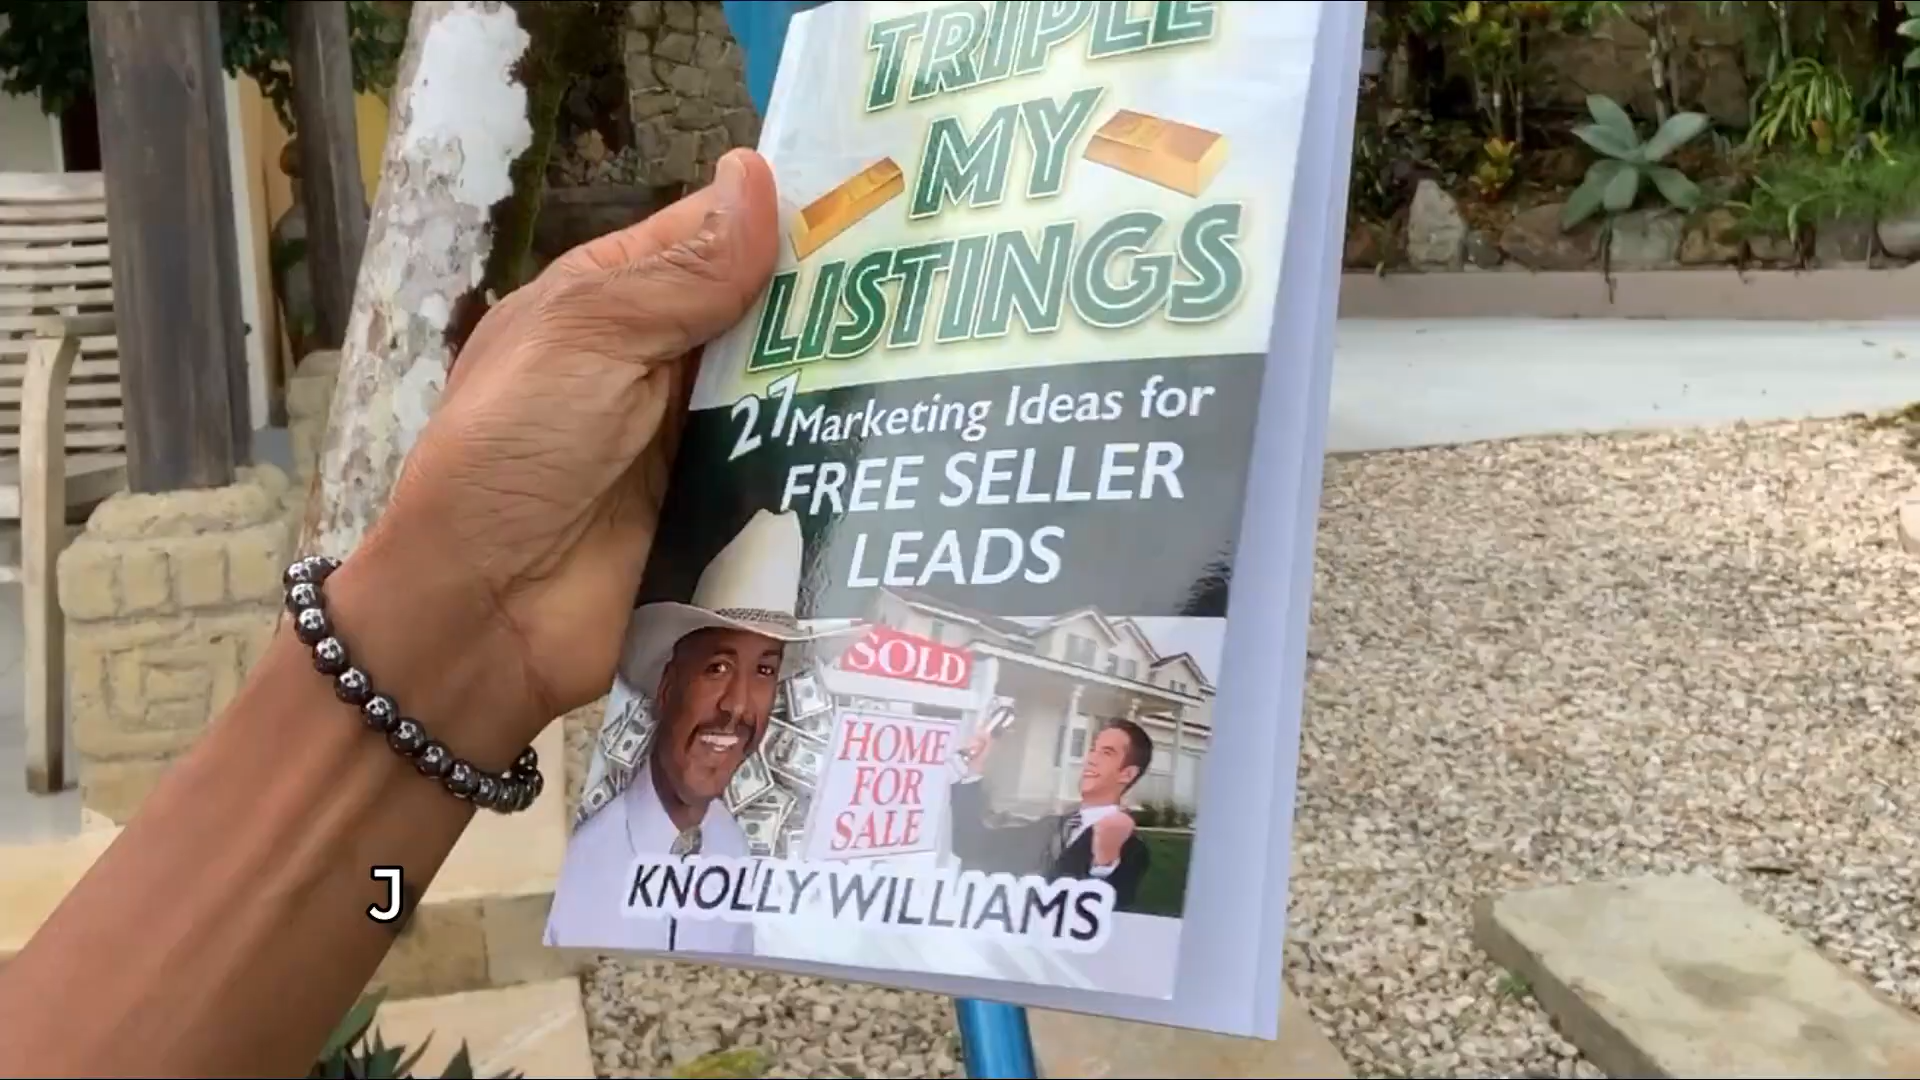 TRIPLE
MY
LISTINGS
27 Marketing Ideas for
FREE SELLER
LEADS
SOLD
HOME
FOR
SALE
KNOLLY WILLIAMS
J